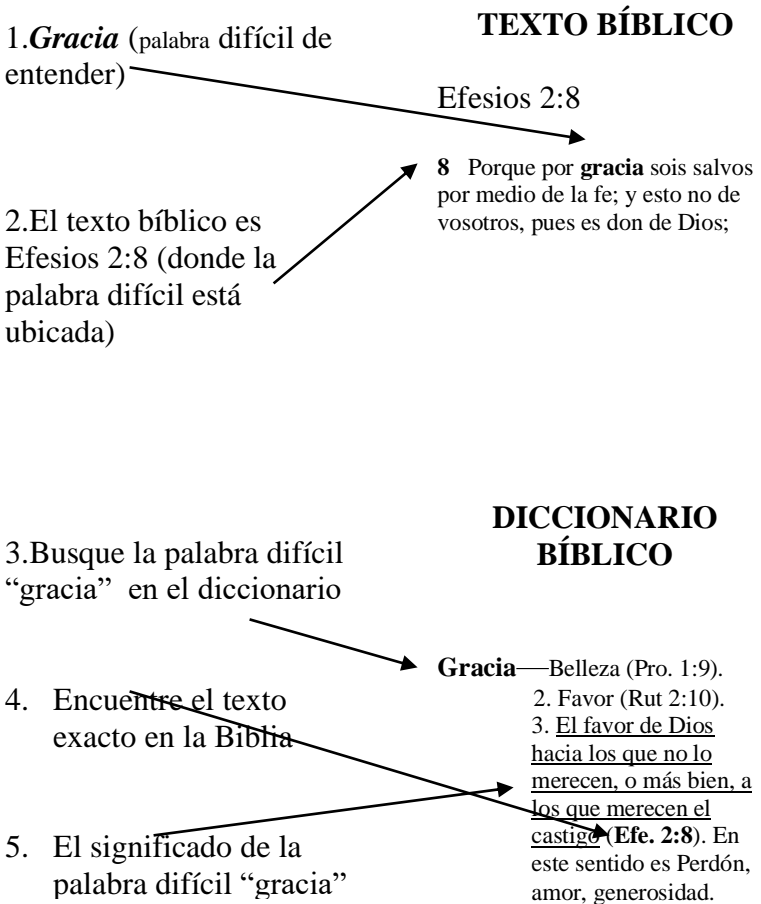 1.Gracia (palabra difícil de
entender)
TEXTO BÍBLICO
Efesios 2:8
8 Porque por gracia sois salvos
por medio de la fe; y esto no de
vosotros, pues es don de Dios;
2.El texto bíblico es
Efesios 2:8 (donde la
palabra difícil está
ubicada)
3.Busque la palabra difícil
“gracia” en el diccionario
4. Encuentre el texto
exacto en la Biblia
5. El significado de la
palabra difícil “gracia”
DICCIONARIO
BÍBLICO
Gracia—Belleza (Pro. 1:9).
2. Favor (Rut 2:10).
3. El favor de Dios
hacia los que no lo
merecen, o más bien, a
los que merecen el
castigo (Efe. 2:8). En
este sentido es Perdón,
amor, generosidad.